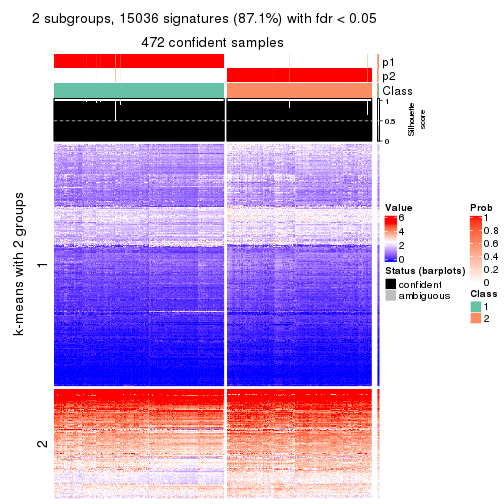 2 subgroups, 15036 signatures (87.1%) with fdr < 0.05
472 confident samples
p1
p2
Class
1
0.5
0
Silhouette
score
k-means with 2 groups
1
2
Value
6
4
2
0
Status (barplots)
confident
ambiguous
Prob
1
0.8
0.6
0.4
0.2
0
Class
1
2